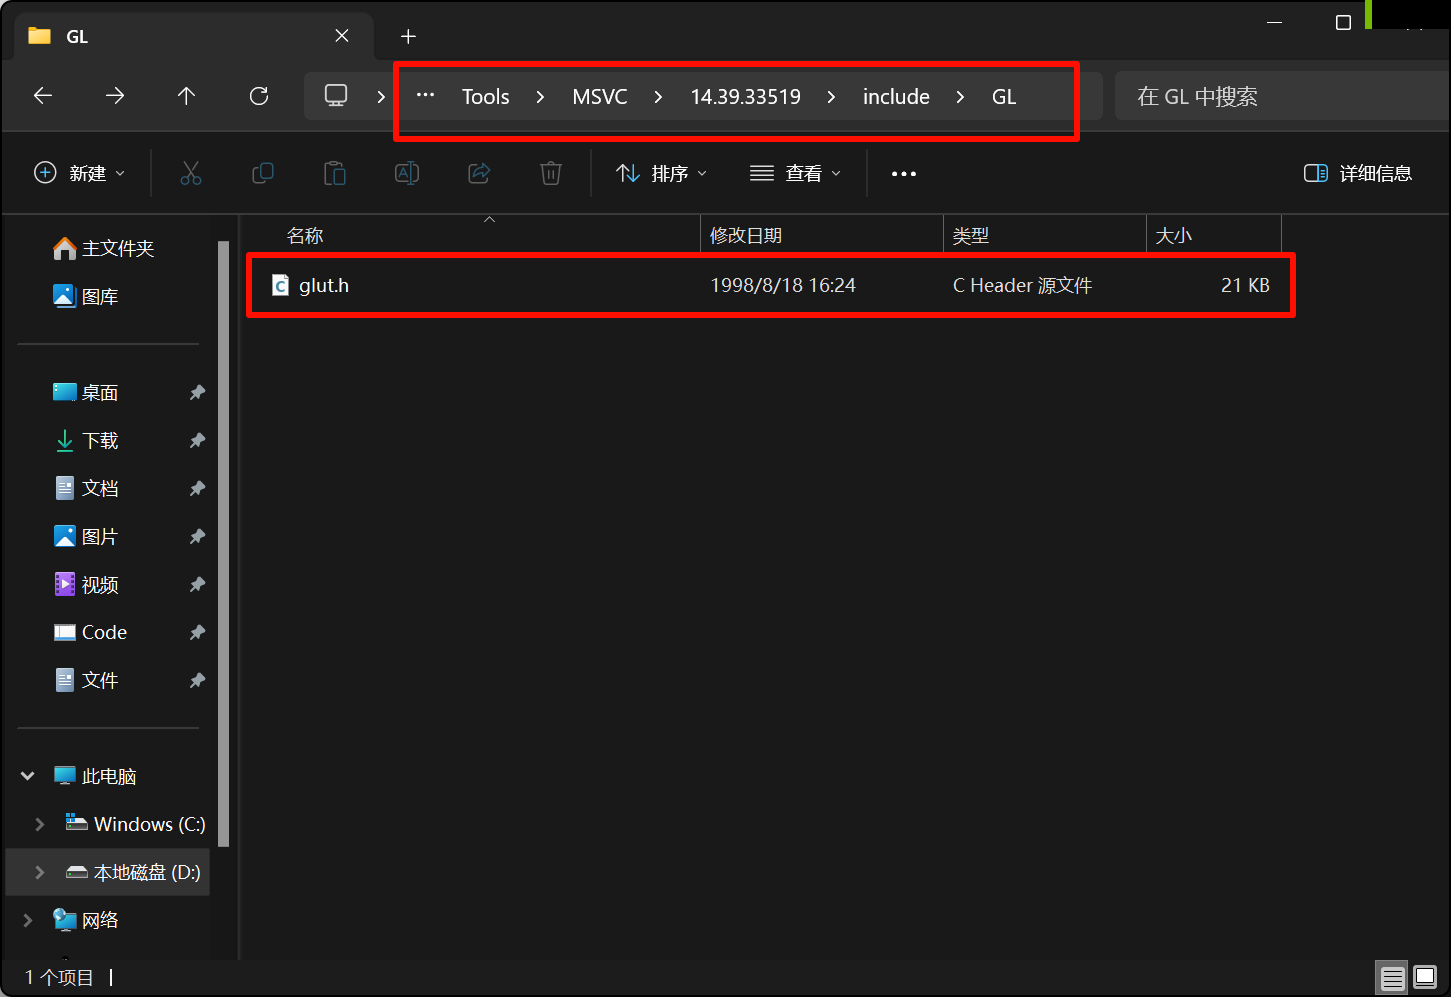 GL
Tools > MSVC > 14.39.33519 > include > GL
在 GL 中搜索
新建
排序
查看
详细信息
名称 修改日期 类型 大小
glut.h 1998/8/18 16:24 C Header 源文件 21 KB
主文件夹
图库
桌面
下载
文档
图片
视频
Code
文件
此电脑
Windows (C:)
本地磁盘 (D:)
网络
1 个项目